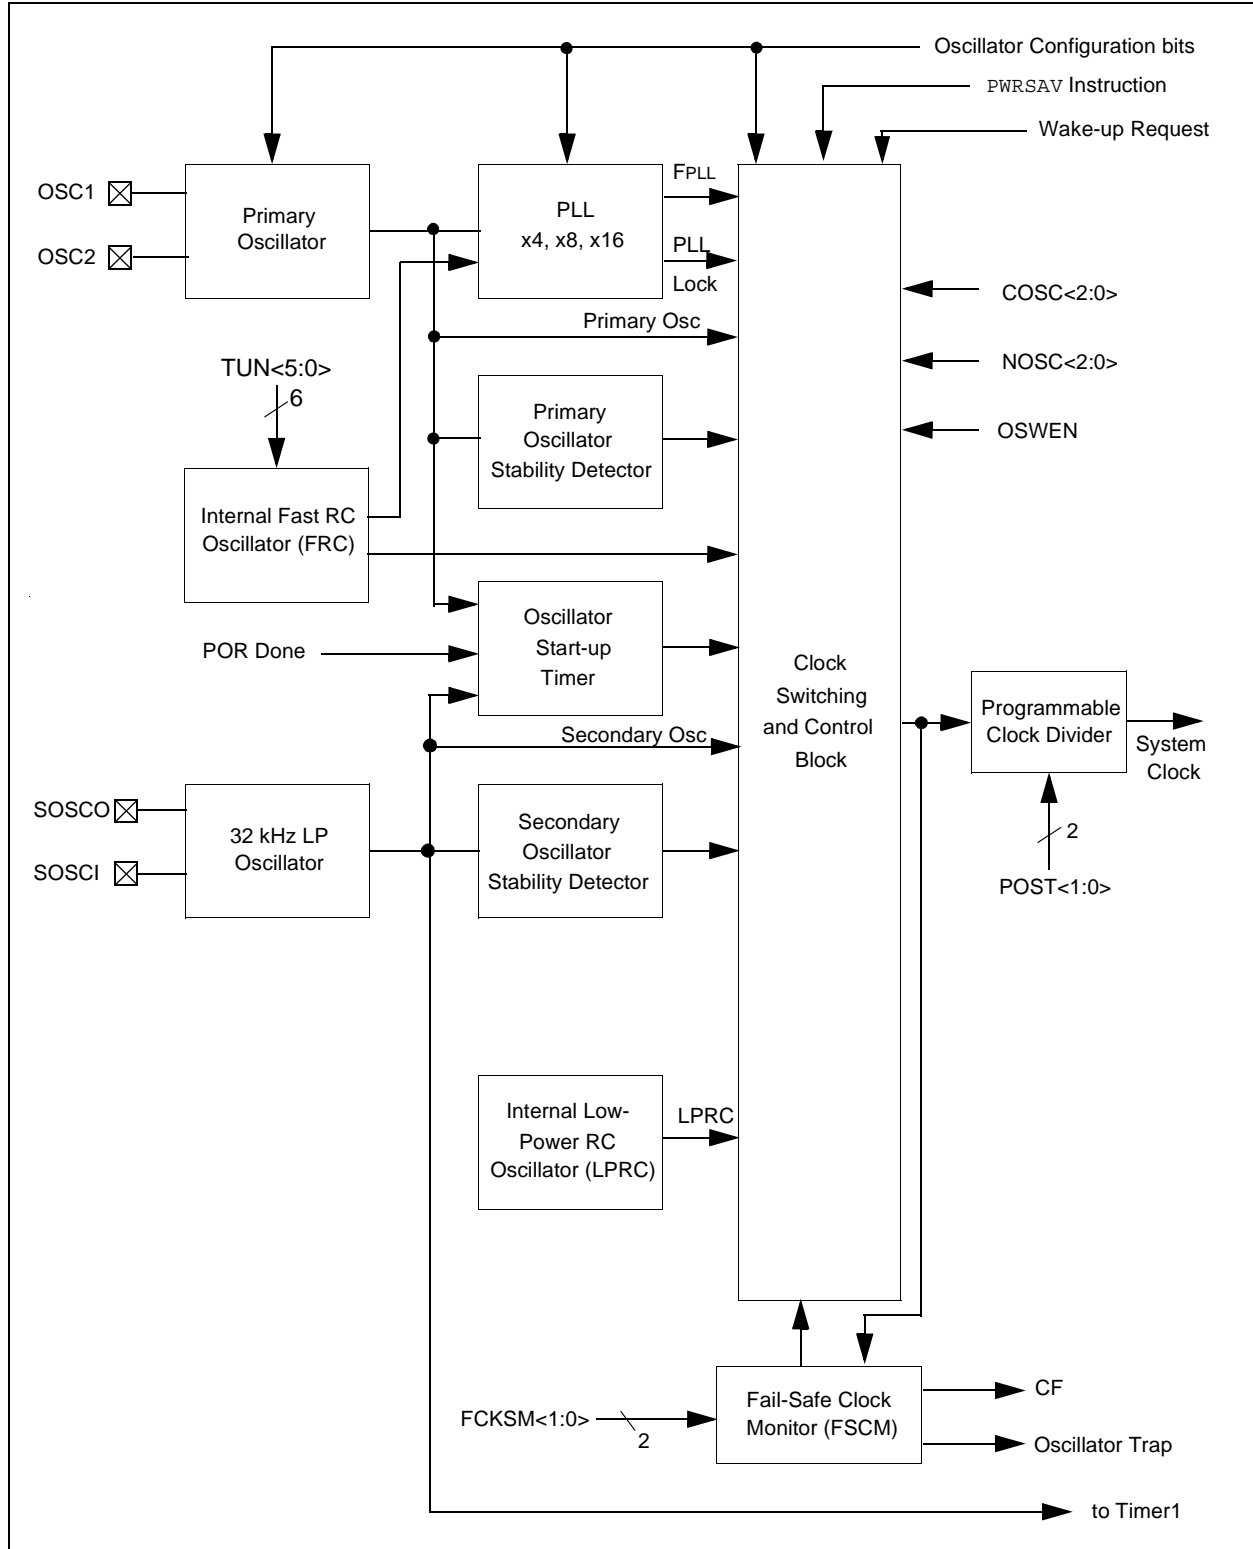 Oscillator Configuration bits
PWRSAV Instruction
Wake-up Request
OSC1
OSC2
Primary
Oscillator
PLL
x4, x8, x16
FPLL
PLL
Lock
COSC<2:0>
NOSC<2:0>
OSWEN
Primary Osc
TUN<5:0>
6
Primary
Oscillator
Stability Detector
Internal Fast RC
Oscillator (FRC)
Oscillator
Start-up
Timer
POR Done
Clock
Switching
and Control
Block
Programmable
Clock Divider
System
Clock
2
POST<1:0>
Secondary Osc
SOSCO
SOSCI
32 kHz LP
Oscillator
Secondary
Oscillator
Stability Detector
Internal Low-
Power RC
Oscillator (LPRC)
LPRC
FCKSM<1:0>
2
Fail-Safe Clock
Monitor (FSCM)
CF
Oscillator Trap
to Timer1